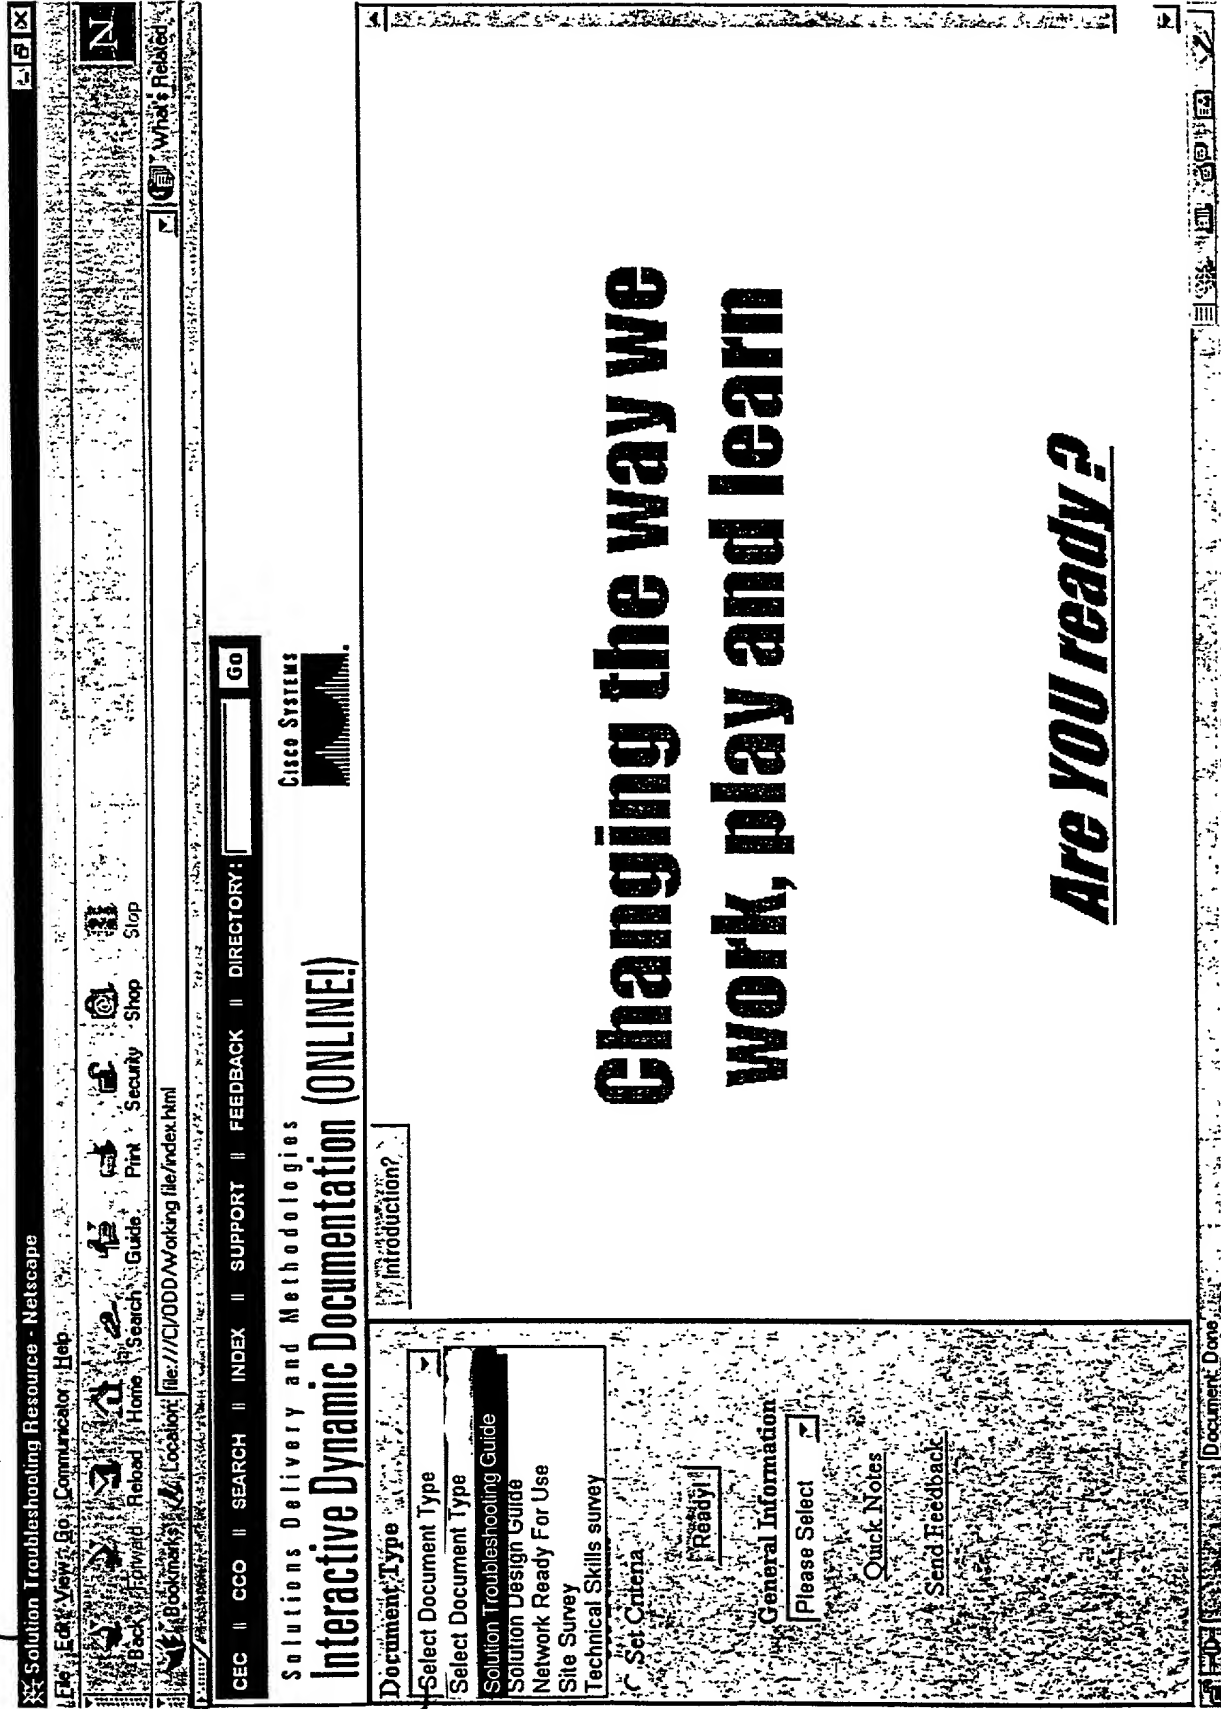 Solution Troubleshooting Resource - Netscape
File Edit View Go Communicator Help
Back Forward Reload Home Search Guide Print Security Shop Stop
Bookmarks Location: file:///C|/ODD/Working file/index.html What's Related
CEC || CCO || SEARCH || INDEX || SUPPORT || FEEDBACK || DIRECTORY: Go
Solutions Delivery and Methodologies
Interactive Dynamic Documentation (ONLINE!)
CISCO SYSTEMS
Document Type
Select Document Type
Select Document Type
Solution Troubleshooting Guide
Solution Design Guide
Network Ready For Use
Site Survey
Technical Skills survey
Set Criteria
Ready!
General Information
Please Select
Quick Notes
Send Feedback
Introduction?
Changing the way we
work, play and learn
Are YOU ready ?
Document: Done